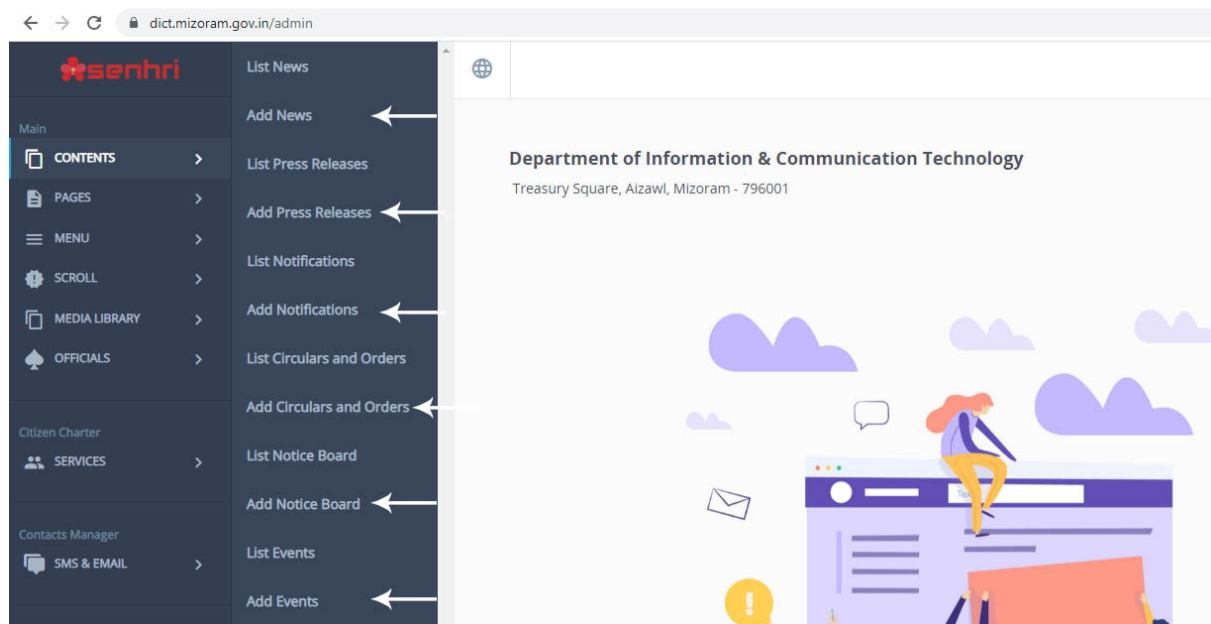 dict.mizoram.gov.in/admin
senhri
Main
CONTENTS
PAGES
MENU
SCROLL
MEDIA LIBRARY
OFFICIALS
Citizen Charter
SERVICES
Contacts Manager
SMS & EMAIL
List News
Add News
List Press Releases
Add Press Releases
List Notifications
Add Notifications
List Circulars and Orders
Add Circulars and Orders
List Notice Board
Add Notice Board
List Events
Add Events
Department of Information & Communication Technology
Treasury Square, Aizawl, Mizoram - 796001